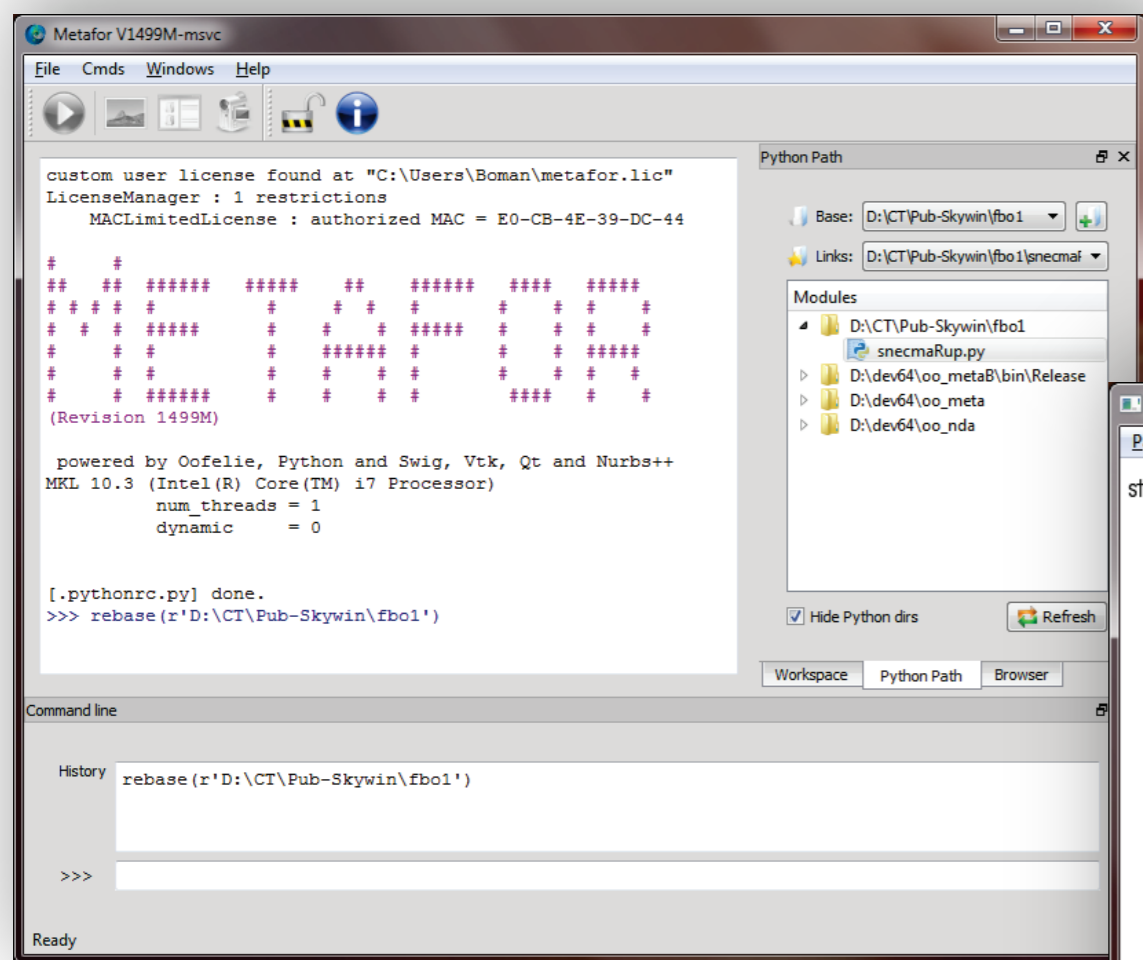 Metafor V1499M-msvc
File Cmds Windows Help
custom user license found at "C:\Users\Boman\metafor.lic"
LicenseManager : 1 restrictions
MACLimitedLicense : authorized MAC = E0-CB-4E-39-DC-44
METAFOR
(Revision 1499M)
powered by Oofelie, Python and Swig, Vtk, Qt and Nurbs++
MKL 10.3 (Intel(R) Core(TM) i7 Processor)
num_threads = 1
dynamic = 0
[.pythonrc.py] done.
>>> rebase(r'D:\CT\Pub-Skywin\fbo1')
Python Path
Base: D:\CT\Pub-Skywin\fbo1
Links: D:\CT\Pub-Skywin\fbo1\snecmaF
Modules
D:\CT\Pub-Skywin\fbo1
snecmaRup.py
D:\dev64\oo_metaB\bin\Release
D:\dev64\oo_meta
D:\dev64\oo_nda
Hide Python dirs Refresh
Workspace Python Path Browser
Command line
History rebase(r'D:\CT\Pub-Skywin\fbo1')
>>>
Ready
st